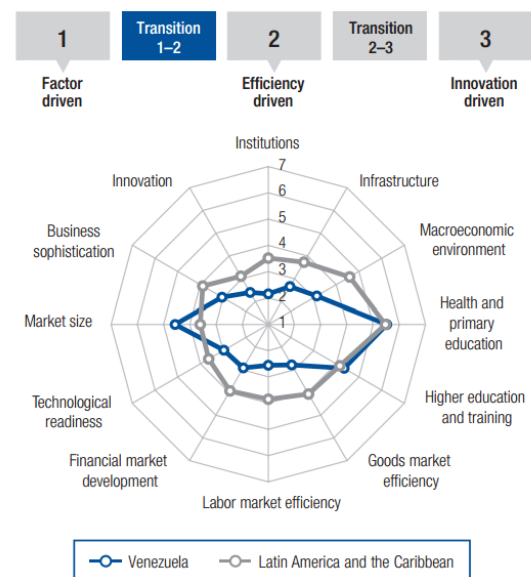 1
Transition
1–2
2
Transition
2–3
3
Factor
driven
Efficiency
driven
Innovation
driven
Institutions
Infrastructure
Macroeconomic
environment
Health and
primary
education
Higher education
and training
Goods market
efficiency
Labor market efficiency
Financial market
development
Technological
readiness
Market size
Business
sophistication
Innovation
7
6
5
4
3
2
1
Venezuela
Latin America and the Caribbean